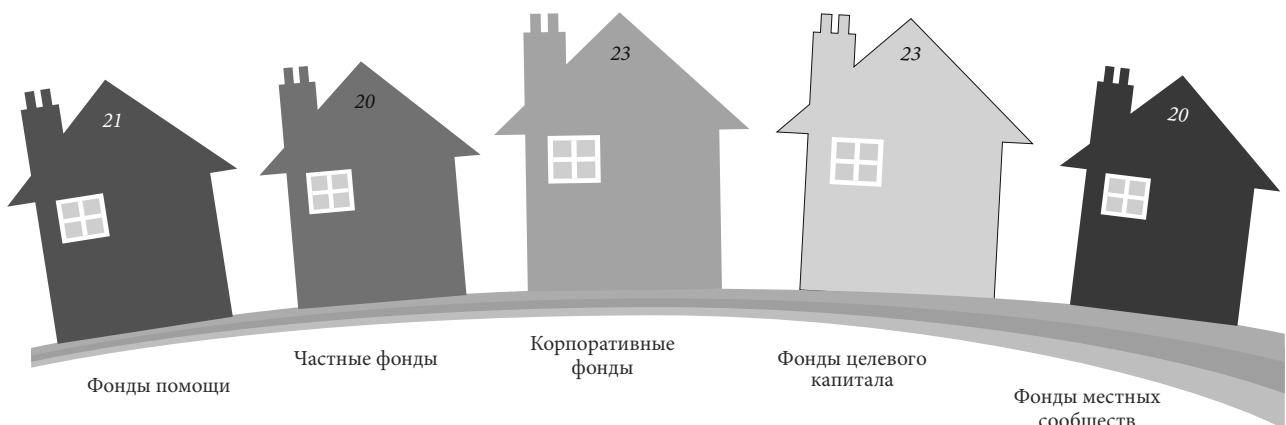 21
20
23
23
20
Фонды помощи
Частные фонды
Корпоративные
фонды
Фонды целевого
капитала
Фонды местных
сообществ